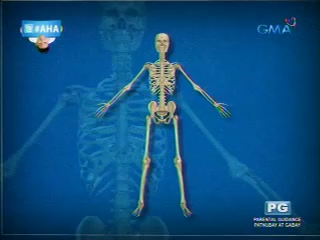 #AHA
GMA
PG
PARENTAL GUIDANCE
PATNUBAY AT GABAY